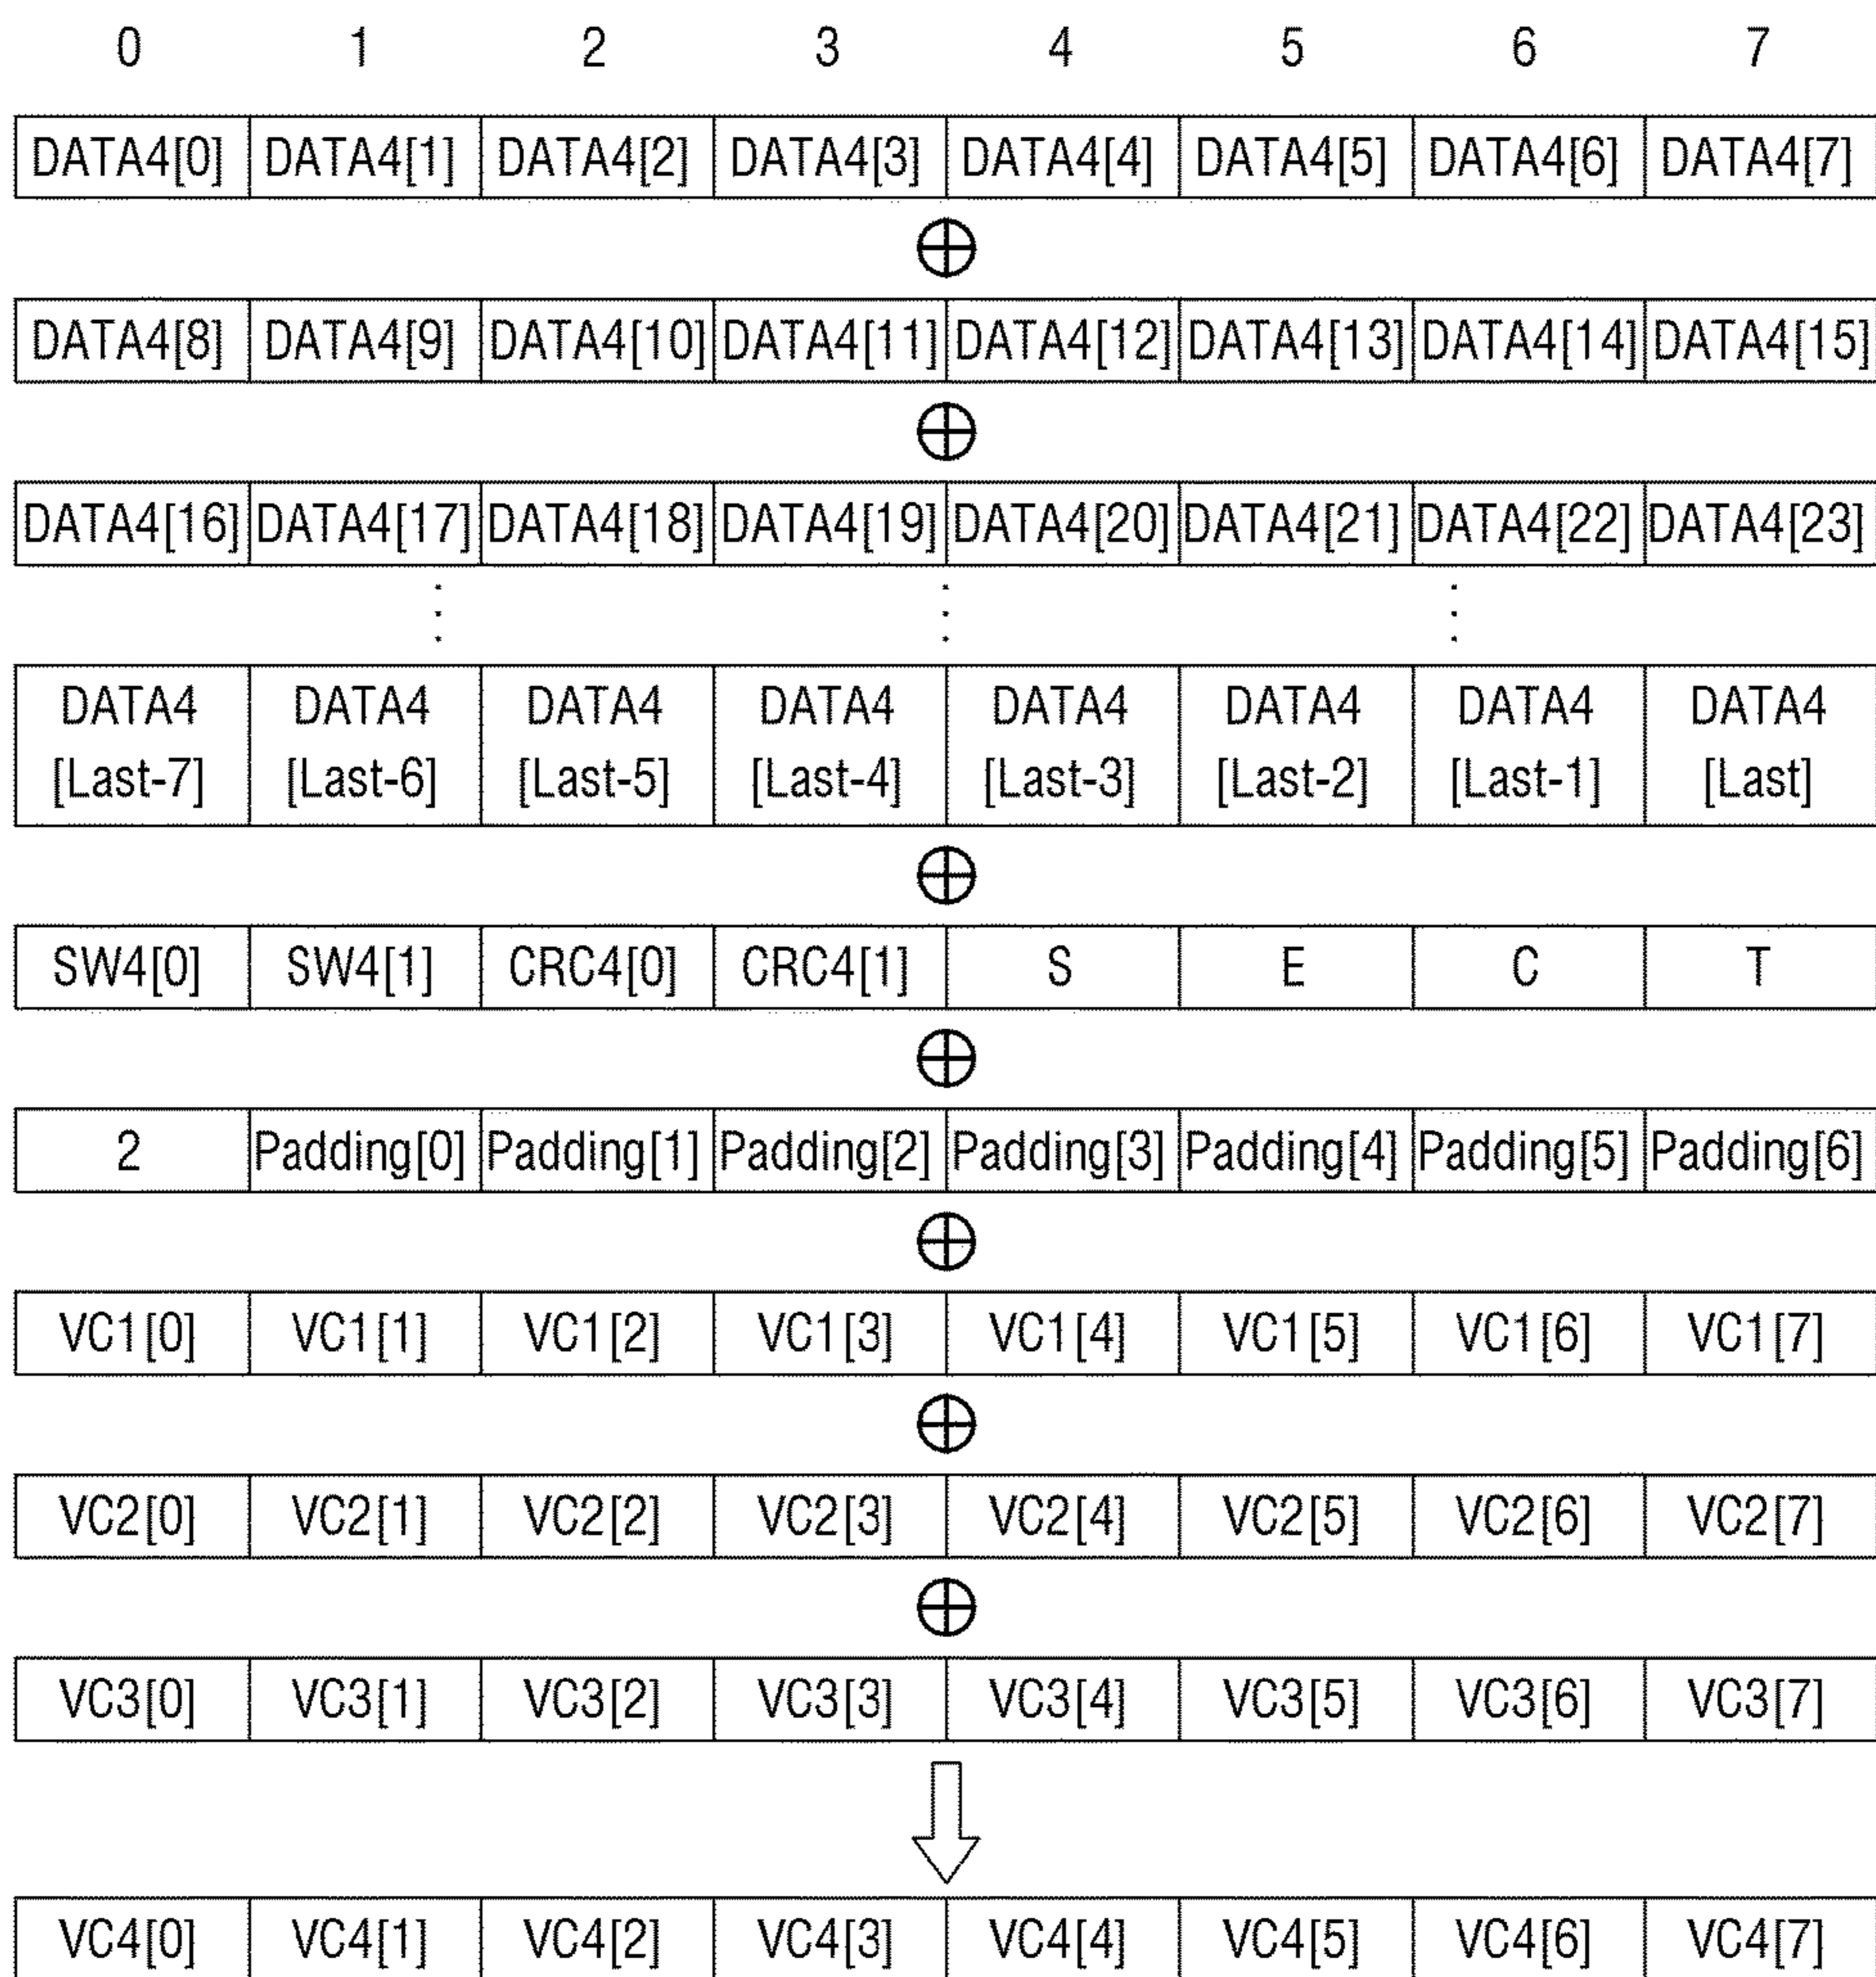 0 1 2 3 4 5 6 7
DATA4[0] DATA4[1] DATA4[2] DATA4[3] DATA4[4] DATA4[5] DATA4[6] DATA4[7]
⊕
DATA4[8] DATA4[9] DATA4[10] DATA4[11] DATA4[12] DATA4[13] DATA4[14] DATA4[15]
⊕
DATA4[16] DATA4[17] DATA4[18] DATA4[19] DATA4[20] DATA4[21] DATA4[22] DATA4[23]
DATA4 DATA4 DATA4 DATA4 DATA4 DATA4 DATA4 DATA4
[Last-7] [Last-6] [Last-5] [Last-4] [Last-3] [Last-2] [Last-1] [Last]
⊕
SW4[0] SW4[1] CRC4[0] CRC4[1] S E C T
⊕
2 Padding[0] Padding[1] Padding[2] Padding[3] Padding[4] Padding[5] Padding[6]
⊕
VC1[0] VC1[1] VC1[2] VC1[3] VC1[4] VC1[5] VC1[6] VC1[7]
⊕
VC2[0] VC2[1] VC2[2] VC2[3] VC2[4] VC2[5] VC2[6] VC2[7]
⊕
VC3[0] VC3[1] VC3[2] VC3[3] VC3[4] VC3[5] VC3[6] VC3[7]
VC4[0] VC4[1] VC4[2] VC4[3] VC4[4] VC4[5] VC4[6] VC4[7]